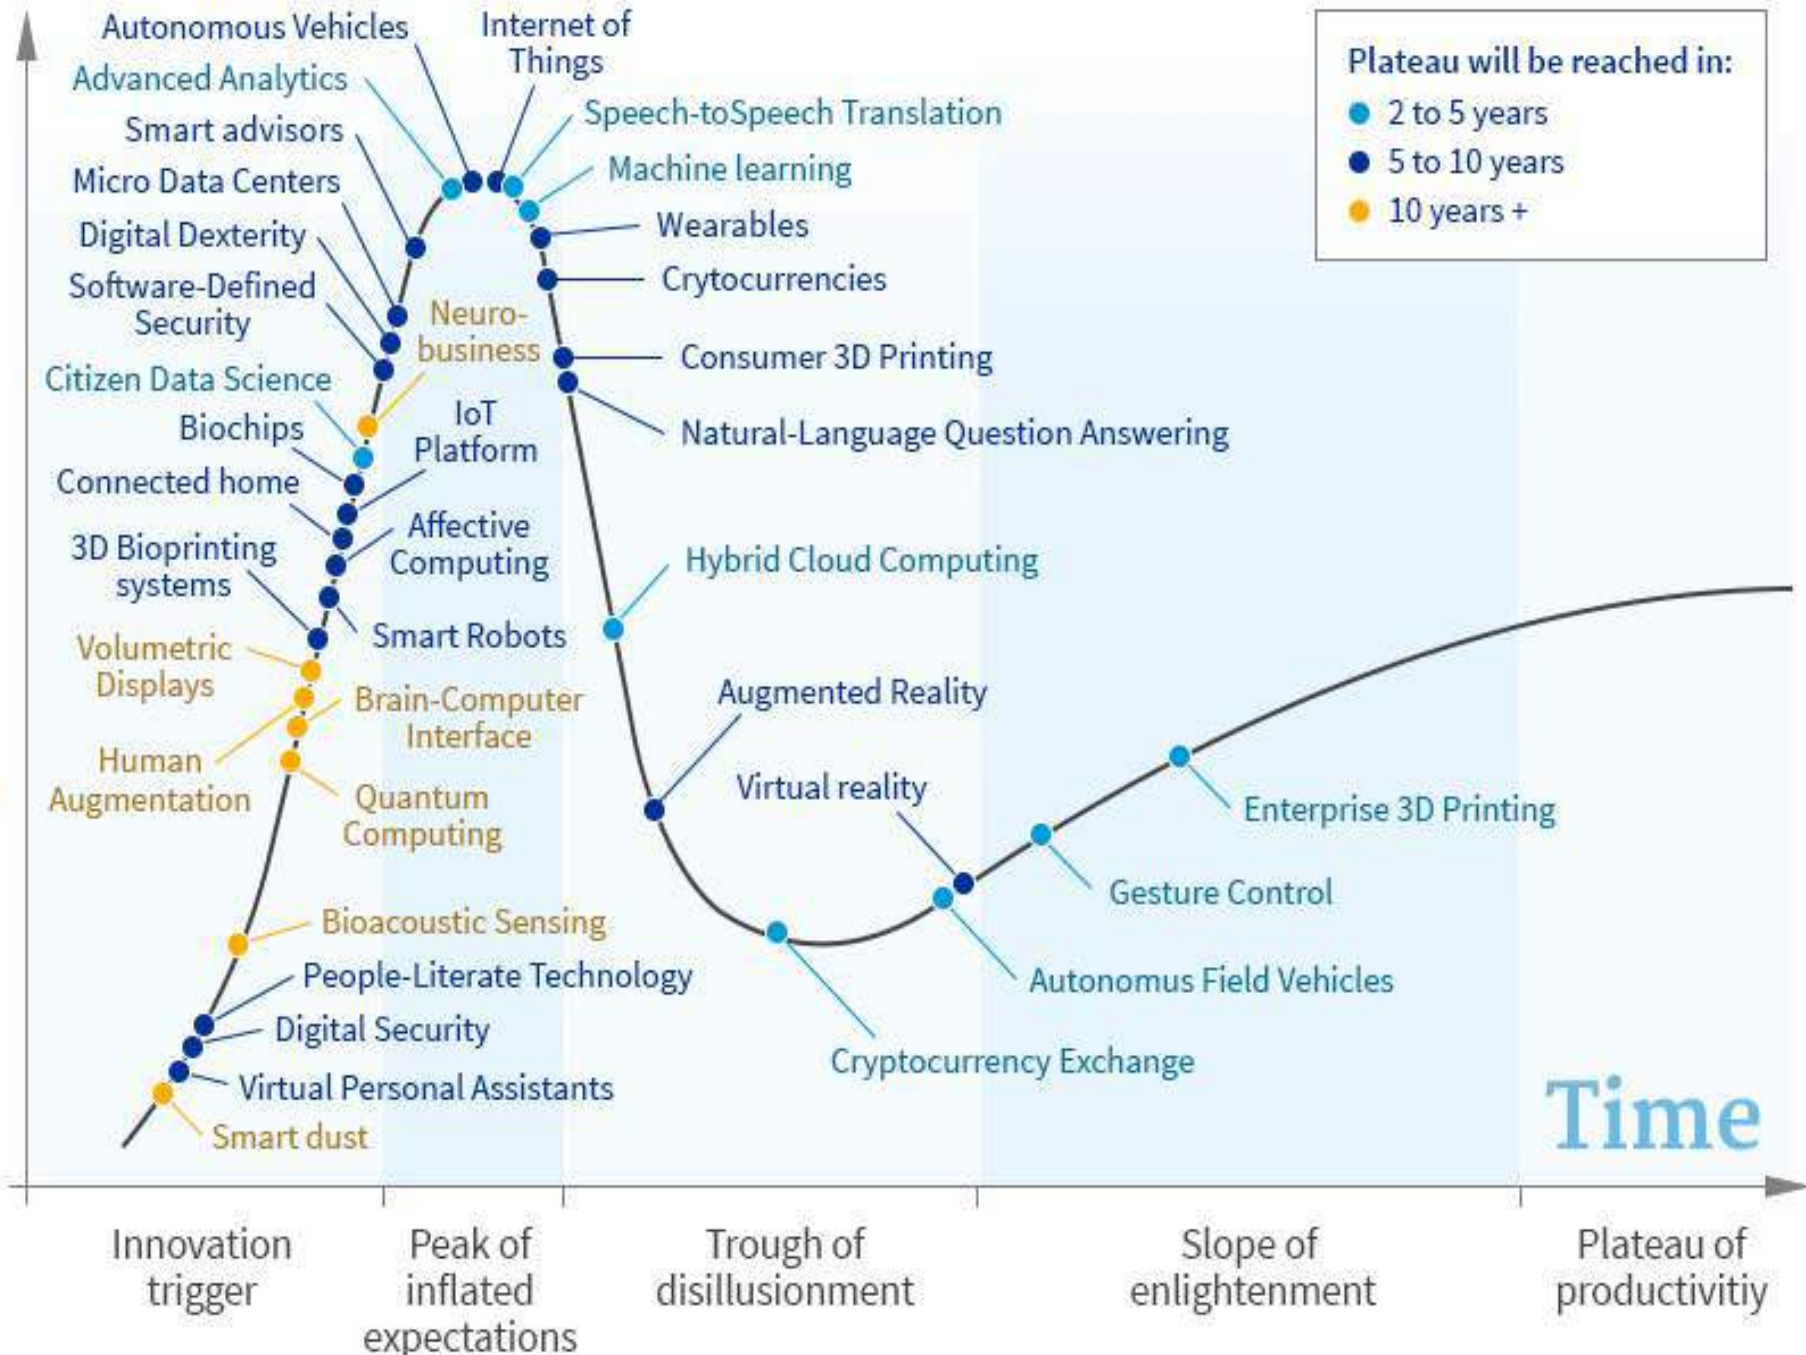 Autonomous Vehicles
Internet of
Things
Advanced Analytics
Speech-toSpeech Translation
Smart advisors
Machine learning
Micro Data Centers
Wearables
Digital Dexterity
Crytocurrencies
Software-Defined
Security
Neuro-
business
Consumer 3D Printing
Citizen Data Science
Biochips
IoT
Platform
Natural-Language Question Answering
Connected home
Affective
Computing
3D Bioprinting
systems
Hybrid Cloud Computing
Smart Robots
Volumetric
Displays
Brain-Computer
Interface
Augmented Reality
Human
Augmentation
Quantum
Computing
Virtual reality
Enterprise 3D Printing
Gesture Control
Bioacoustic Sensing
People-Literate Technology
Autonomus Field Vehicles
Digital Security
Cryptocurrency Exchange
Virtual Personal Assistants
Smart dust
Plateau will be reached in:
2 to 5 years
5 to 10 years
10 years +
Time
Innovation
trigger
Peak of
inflated
expectations
Trough of
disillusionment
Slope of
enlightenment
Plateau of
productivitiy